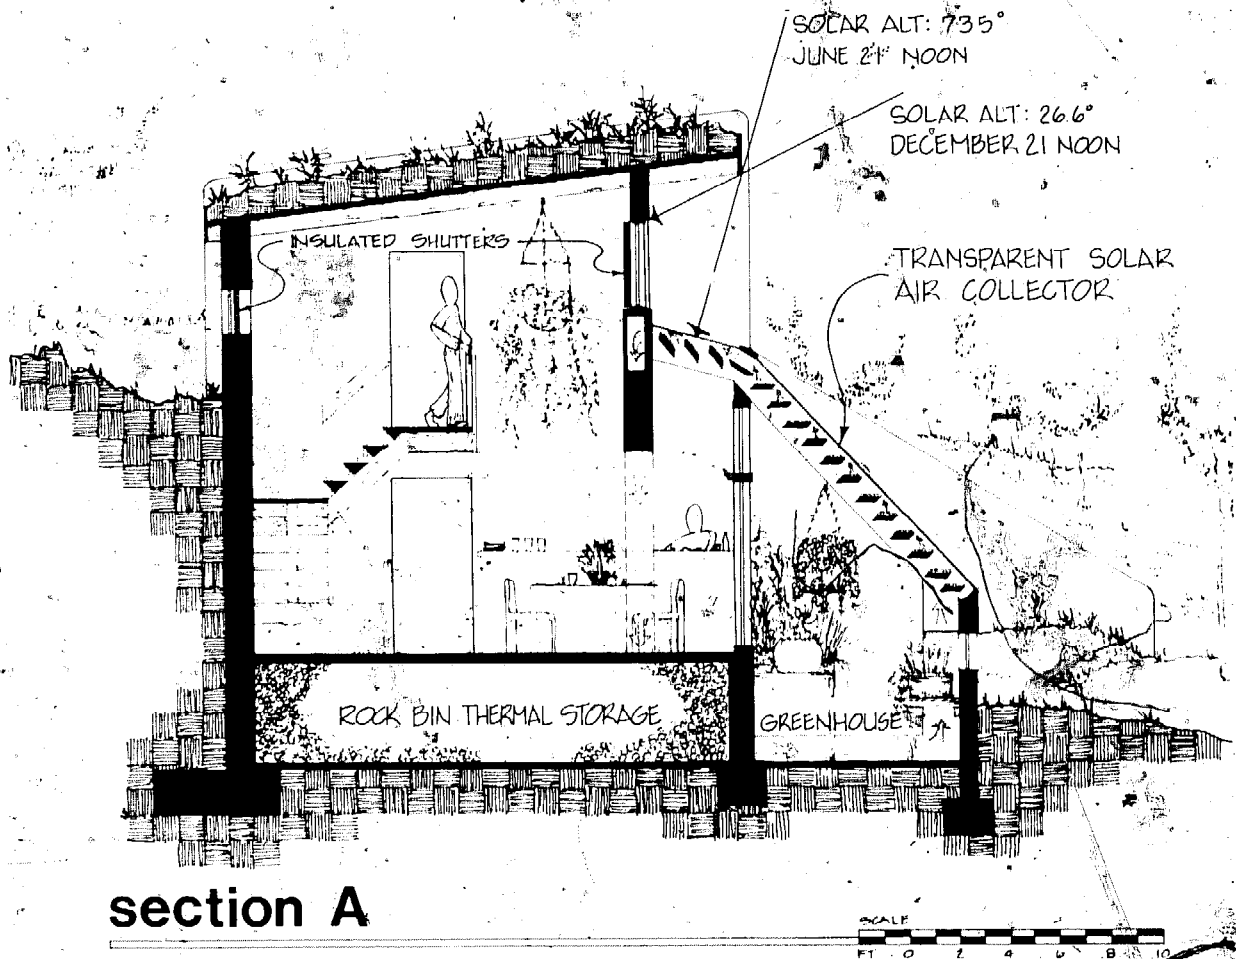 SOLAR ALT: 73.5°
JUNE 21 NOON
SOLAR ALT: 26.6°
DECEMBER 21 NOON
INSULATED SHUTTERS
TRANSPARENT SOLAR
AIR COLLECTOR
ROCK BIN THERMAL STORAGE
GREENHOUSE
section A
SCALE
FT 0 2 4 6 8 10